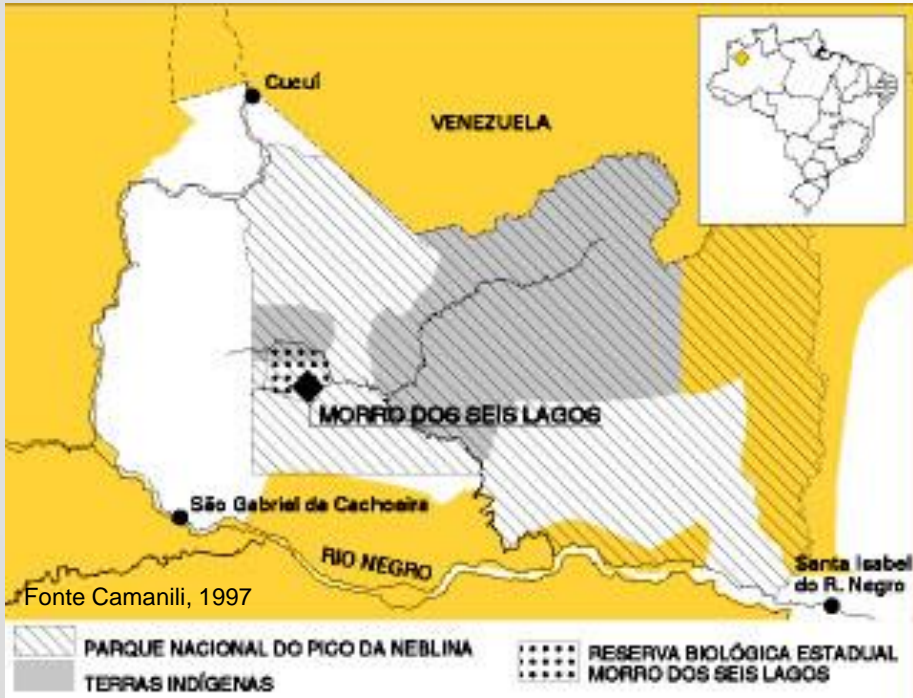 Cucuí
VENEZUELA
MORRO DOS SEIS LAGOS
São Gabriel da Cachoeira
RIO NEGRO
Santa Isabel
do R. Negro
Fonte Camanili, 1997
PARQUE NACIONAL DO PICO DA NEBLINA
TERRAS INDÍGENAS
RESERVA BIOLÓGICA ESTADUAL
MORRO DOS SEIS LAGOS